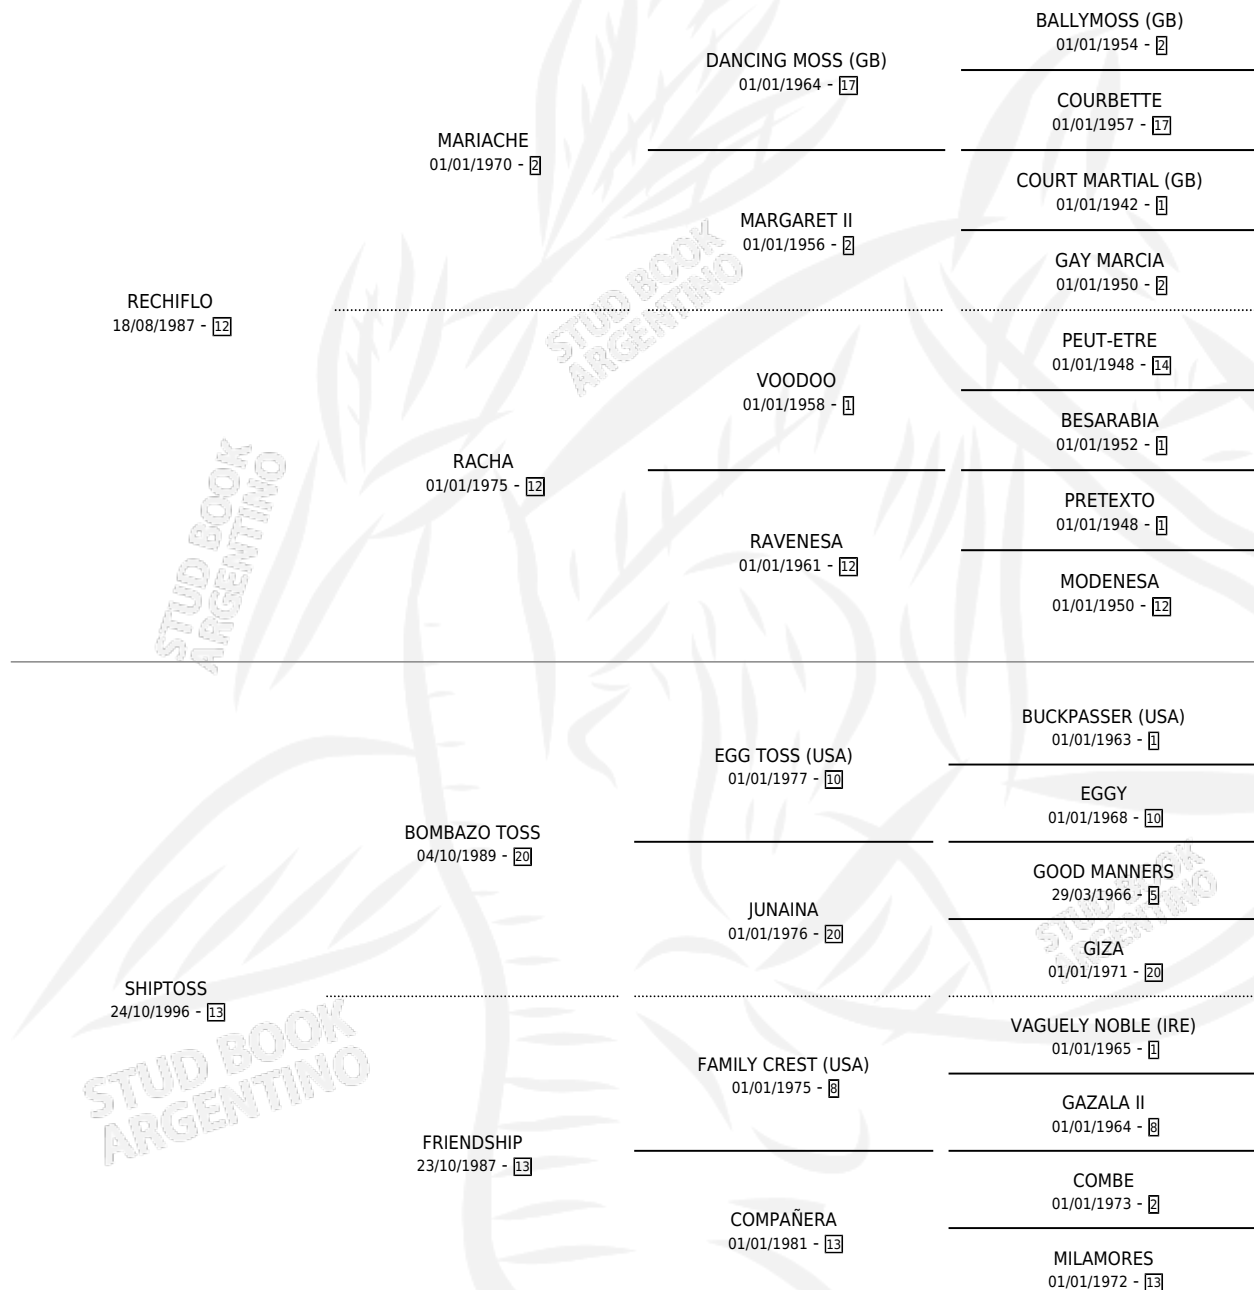 BALLYMOSS (GB)
01/01/1954 - 2
DANCING MOSS (GB)
01/01/1964 - 17
COURBETTE
01/01/1957 - 17
MARIACHE
01/01/1970 - 2
COURT MARTIAL (GB)
01/01/1942 - 1
MARGARET II
01/01/1956 - 2
GAY MARCIA
01/01/1950 - 2
RECHIFLO
18/08/1987 - 12
STUD BOOK
ARGENTINO
PEUT-ETRE
01/01/1948 - 14
VOODOO
01/01/1958 - 1
BESARABIA
01/01/1952 - 1
RACHA
01/01/1975 - 12
STUD BOOK
ARGENTINO
PRETEXTO
01/01/1948 - 1
RAVENESA
01/01/1961 - 12
MODENESA
01/01/1950 - 12
BUCKPASSER (USA)
01/01/1963 - 1
EGG TOSS (USA)
01/01/1977 - 10
EGGY
01/01/1968 - 10
BOMBAZO TOSS
04/10/1989 - 20
GOOD MANNERS
29/03/1966 - 5
STUD BOOK
ARGENTINO
JUNAINA
01/01/1976 - 20
GIZA
01/01/1971 - 20
SHIPTOSS
24/10/1996 - 13
STUD BOOK
ARGENTINO
VAGUELY NOBLE (IRE)
01/01/1965 - 1
FAMILY CREST (USA)
01/01/1975 - 8
GAZALA II
01/01/1964 - 8
FRIENDSHIP
23/10/1987 - 13
COMBE
01/01/1973 - 2
COMPAÑERA
01/01/1981 - 13
MILAMORES
01/01/1972 - 13